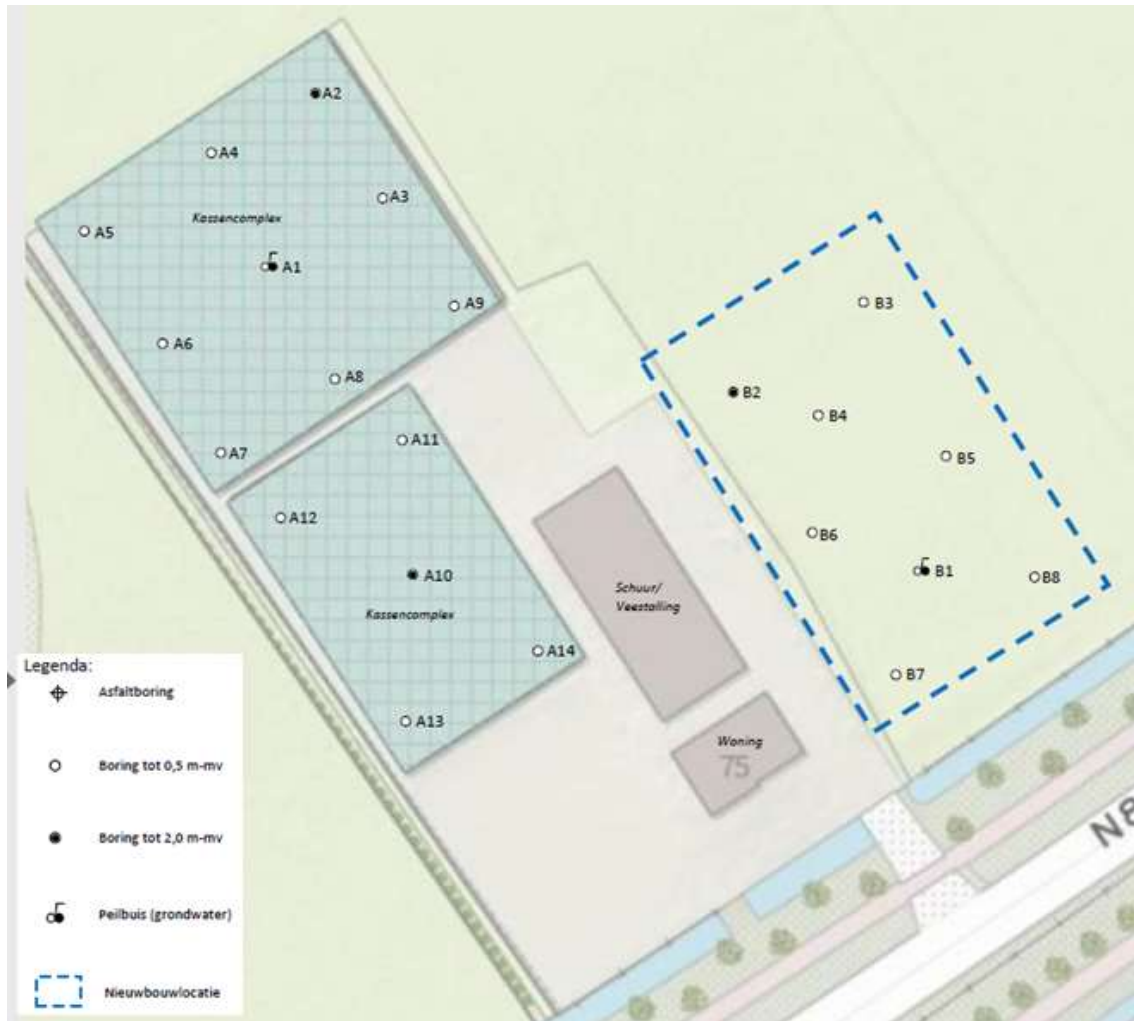 A2
A4
A3
Kassencomplex
A5
A1
B3
A9
A6
A8
B2
B4
A11
A7
B5
A12
B6
B1
B8
A10
Schuur/
Veestalling
Kassencomplex
A14
Legenda:
B7
Asfaltboring
A13
Woning
75
Boring tot 0,5 m-mv
N8
Boring tot 2,0 m-mv
Peilbuis (grondwater)
Nieuwbouwlocatie